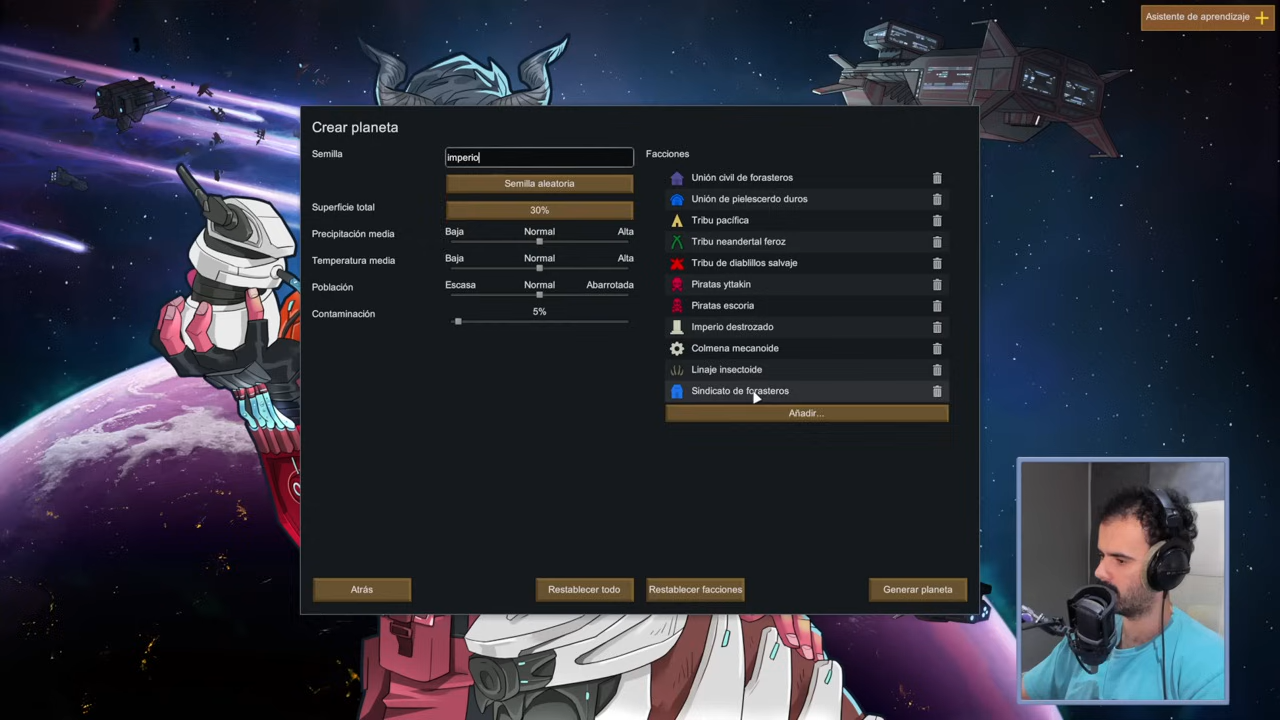 Asistente de aprendizaje
Crear planeta
Semilla
imperio
Semilla aleatoria
Superficie total
30%
Precipitación media
Baja
Normal
Alta
Temperatura media
Baja
Normal
Alta
Población
Escasa
Normal
Abarrotada
Contaminación
5%
Facciones
Unión civil de forasteros
Unión de pielescerdo duros
Tribu pacífica
Tribu neandertal feroz
Tribu de diablillos salvaje
Piratas yttakin
Piratas escoria
Imperio destrozado
Colmena mecanoide
Linaje insectoide
Sindicato de forasteros
Añadir...
Atrás
Restablecer todo
Restablecer facciones
Generar planeta